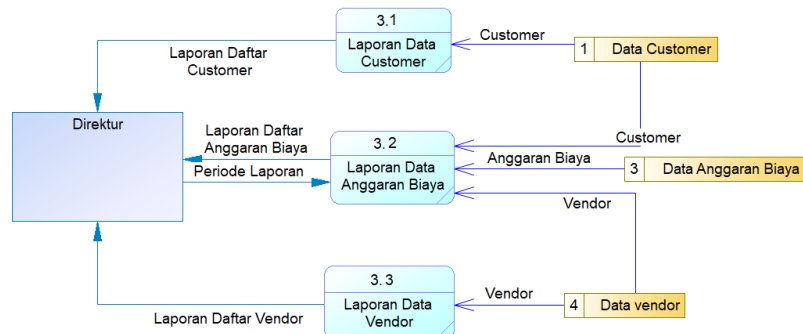 3.1
Laporan Data
Customer
Customer
1 Data Customer
Laporan Daftar
Customer
Direktur
Laporan Daftar
Anggaran Biaya
Periode Laporan
3.2
Laporan Data
Anggaran Biaya
Customer
Anggaran Biaya
3 Data Anggaran Biaya
Vendor
3.3
Laporan Data
Vendor
Vendor
4 Data vendor
Laporan Daftar Vendor